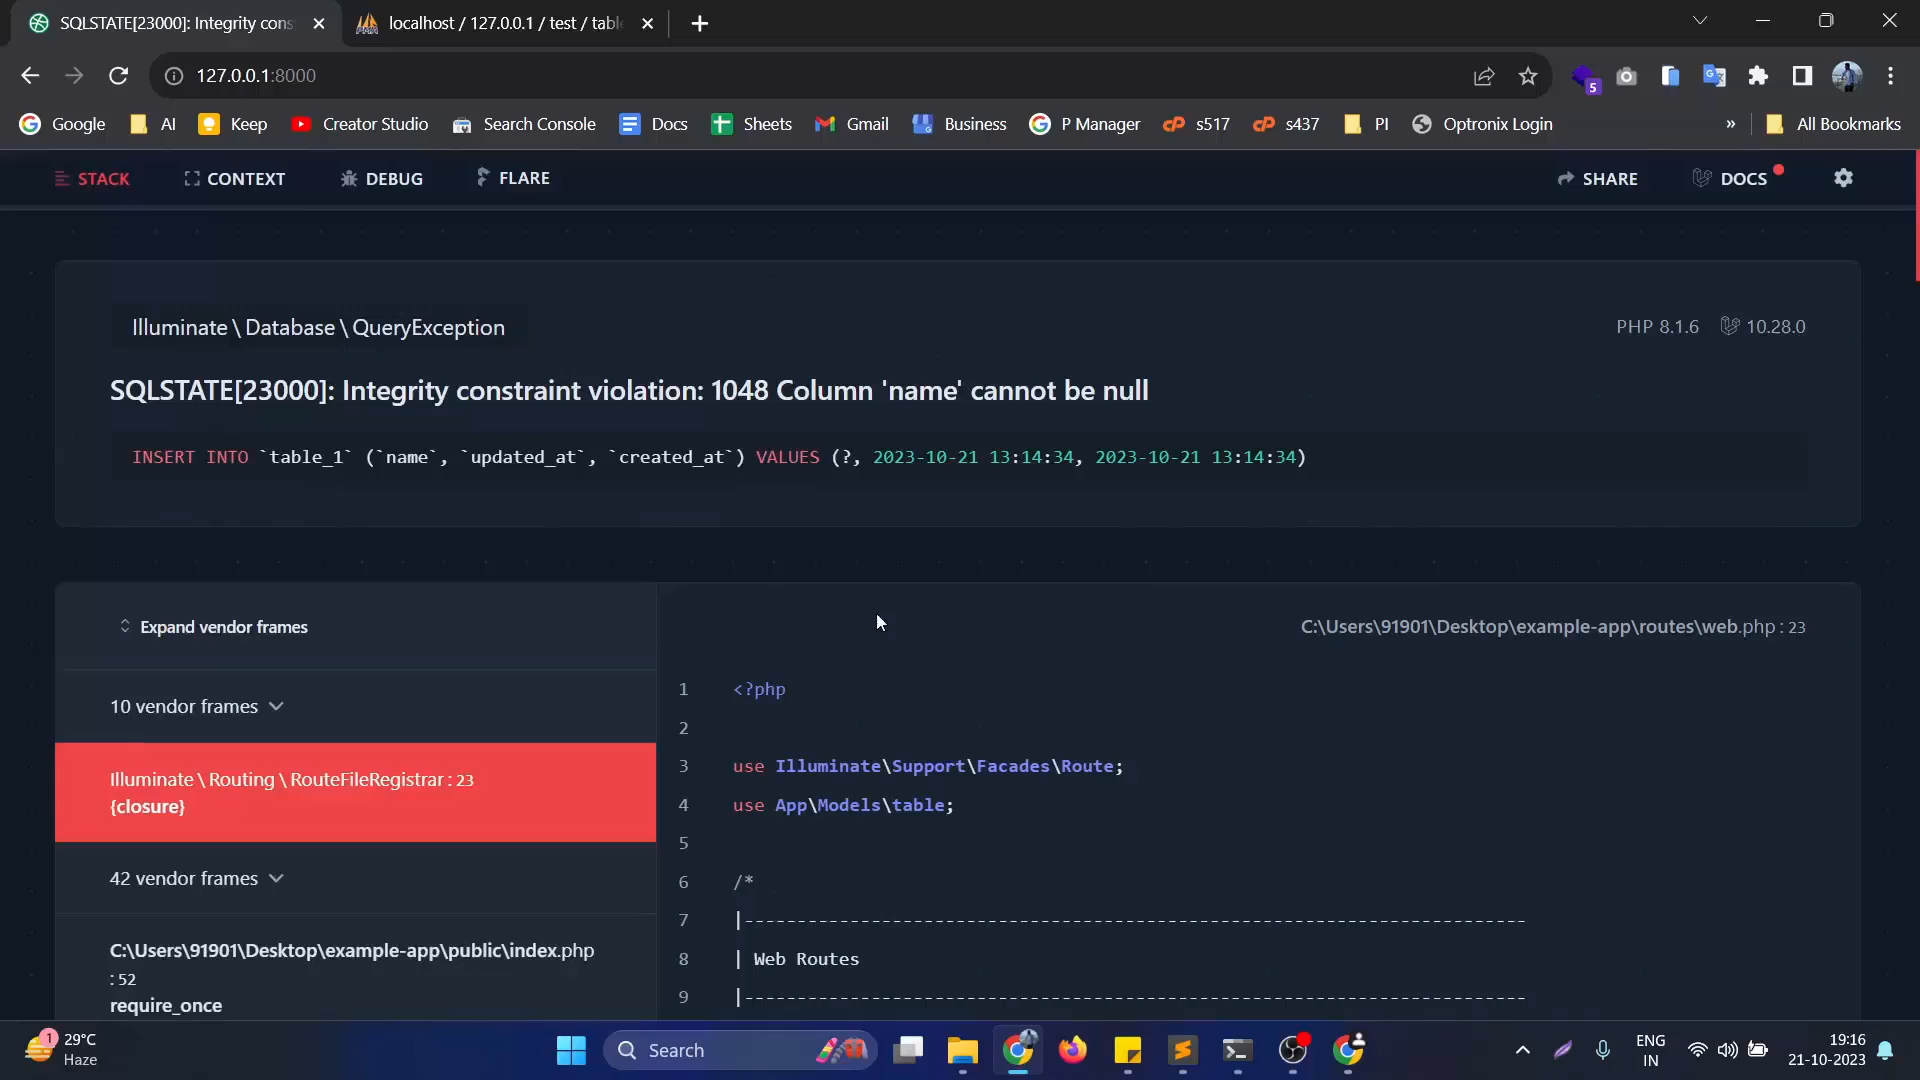 SQLSTATE[23000]: Integrity cons
localhost / 127.0.0.1 / test / tabl
127.0.0.1:8000
5
Google
AI
Keep
Creator Studio
Search Console
Docs
Sheets
Gmail
Business
P Manager
s517
s437
PI
Optronix Login
»
All Bookmarks
STACK
CONTEXT
DEBUG
FLARE
SHARE
DOCS
Illuminate \ Database \ QueryException
PHP 8.1.6
10.28.0
SQLSTATE[23000]: Integrity constraint violation: 1048 Column 'name' cannot be null
INSERT INTO `table_1` (`name`, `updated_at`, `created_at`) VALUES (?, 2023-10-21 13:14:34, 2023-10-21 13:14:34)
Expand vendor frames
10 vendor frames
Illuminate \ Routing \ RouteFileRegistrar : 23
{closure}
42 vendor frames
C:\Users\91901\Desktop\example-app\public\index.php
: 52
require_once
C:\Users\91901\Desktop\example-app\routes\web.php : 23
1 <?php
2
3 use Illuminate\Support\Facades\Route;
4 use App\Models\table;
5
6 /*
7 |--------------------------------------------------------------------------
8 | Web Routes
9 |--------------------------------------------------------------------------
1
29°C
Haze
Search
ENG
IN
19:16
21-10-2023